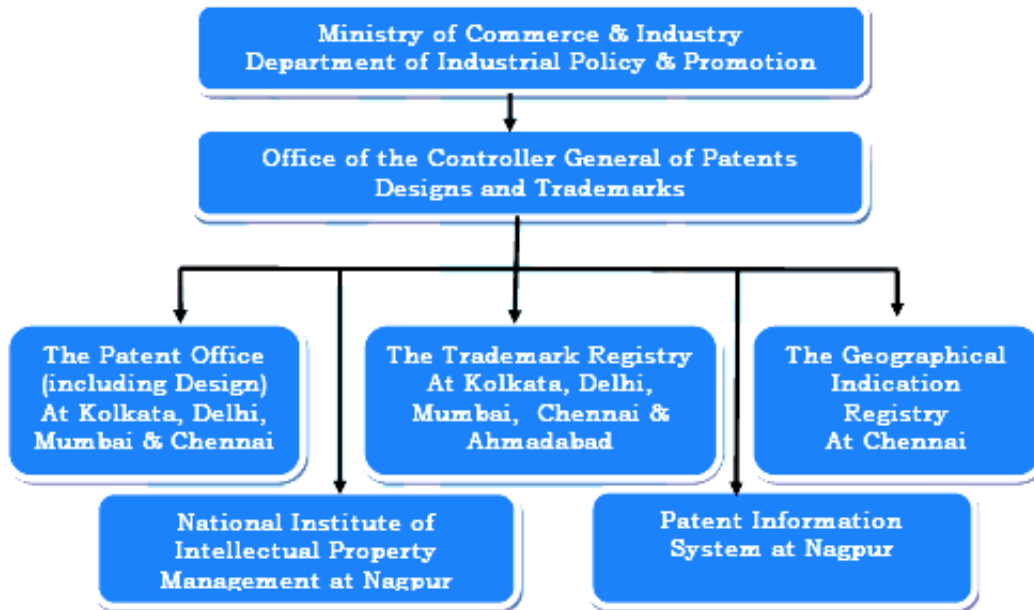 Ministry of Commerce & Industry
Department of Industrial Policy & Promotion
Office of the Controller General of Patents
Designs and Trademarks
The Patent Office
(including Design)
At Kolkata, Delhi,
Mumbai & Chennai
The Trademark Registry
At Kolkata, Delhi,
Mumbai, Chennai &
Ahmadabad
The Geographical
Indication
Registry
At Chennai
National Institute of
Intellectual Property
Management at Nagpur
Patent Information
System at Nagpur